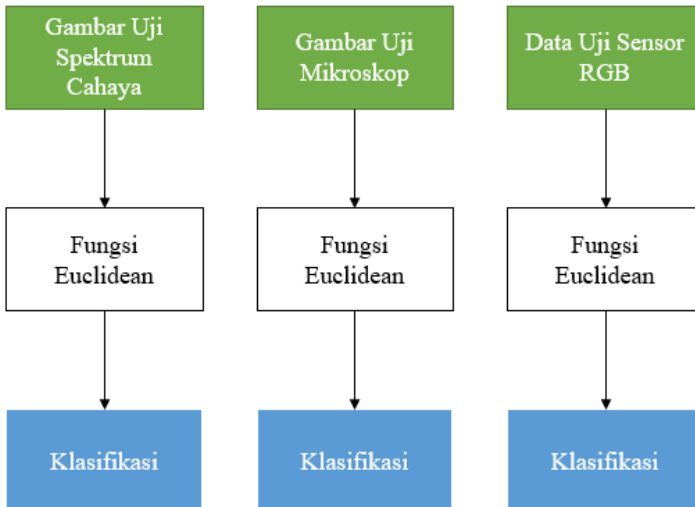 Gambar Uji
Spektrum
Cahaya
Gambar Uji
Mikroskop
Data Uji Sensor
RGB
Fungsi
Euclidean
Fungsi
Euclidean
Fungsi
Euclidean
Klasifikasi
Klasifikasi
Klasifikasi